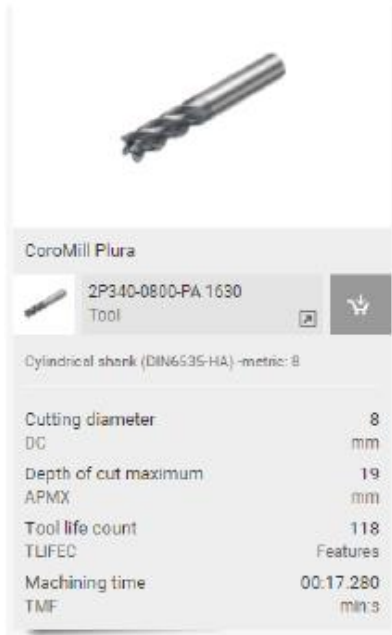 CoroMill Plura
2P340-0800-PA 1630
Tool
Cylindrical shank (DIN6535-HA) -metric: 8
Cutting diameter 8
DC mm
Depth of cut maximum 19
APMX mm
Tool life count 118
TLIFEC Features
Machining time 00:17.280
TMF min:s